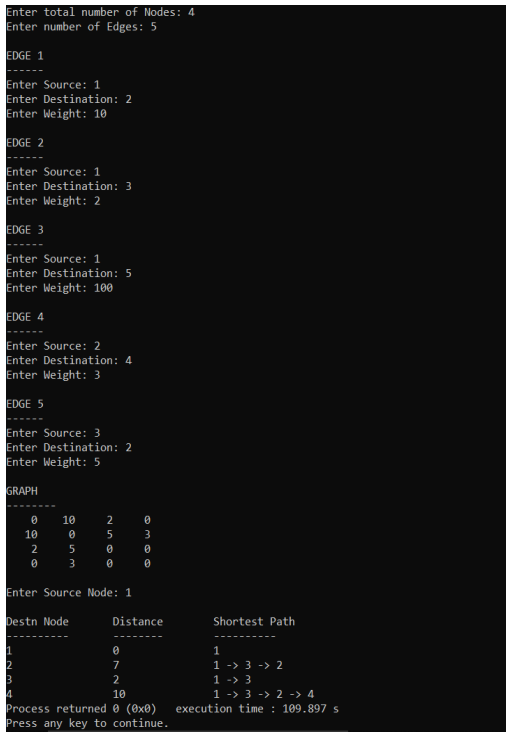 Enter total number of Nodes: 4
Enter number of Edges: 5
EDGE 1
------
Enter Source: 1
Enter Destination: 2
Enter Weight: 10
EDGE 2
------
Enter Source: 1
Enter Destination: 3
Enter Weight: 2
EDGE 3
------
Enter Source: 1
Enter Destination: 5
Enter Weight: 100
EDGE 4
------
Enter Source: 2
Enter Destination: 4
Enter Weight: 3
EDGE 5
------
Enter Source: 3
Enter Destination: 2
Enter Weight: 5
GRAPH
--------
0 10 2 0
10 0 5 3
2 5 0 0
0 3 0 0
Enter Source Node: 1
Destn Node Distance Shortest Path
---------- -------- ----------
1 0 1
2 7 1 -> 3 -> 2
3 2 1 -> 3
4 10 1 -> 3 -> 2 -> 4
Process returned 0 (0x0) execution time : 109.897 s
Press any key to continue.